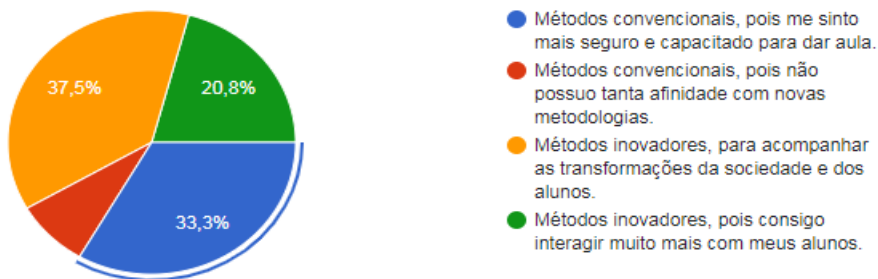 37,5%
20,8%
33,3%
Métodos convencionais, pois me sinto
mais seguro e capacitado para dar aula.
Métodos convencionais, pois não
possuo tanta afinidade com novas
metodologias.
Métodos inovadores, para acompanhar
as transformações da sociedade e dos
alunos.
Métodos inovadores, pois consigo
interagir muito mais com meus alunos.